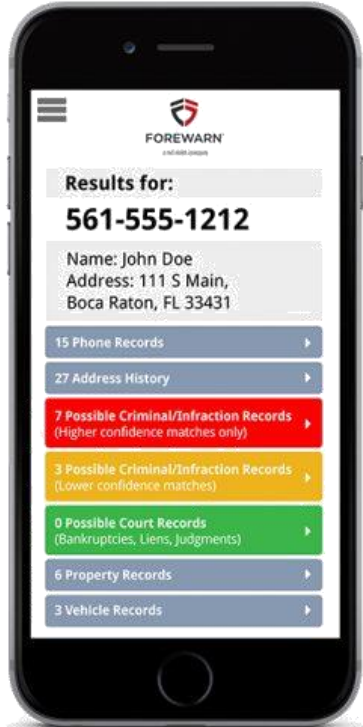 FOREWARN
Results for:
561-555-1212
Name: John Doe
Address: 111 S Main,
Boca Raton, FL 33431
15 Phone Records
27 Address History
7 Possible Criminal/Infraction Records
(Higher confidence matches only)
3 Possible Criminal/Infraction Records
(Lower confidence matches)
0 Possible Court Records
(Bankruptcies, Liens, Judgments)
6 Property Records
3 Vehicle Records